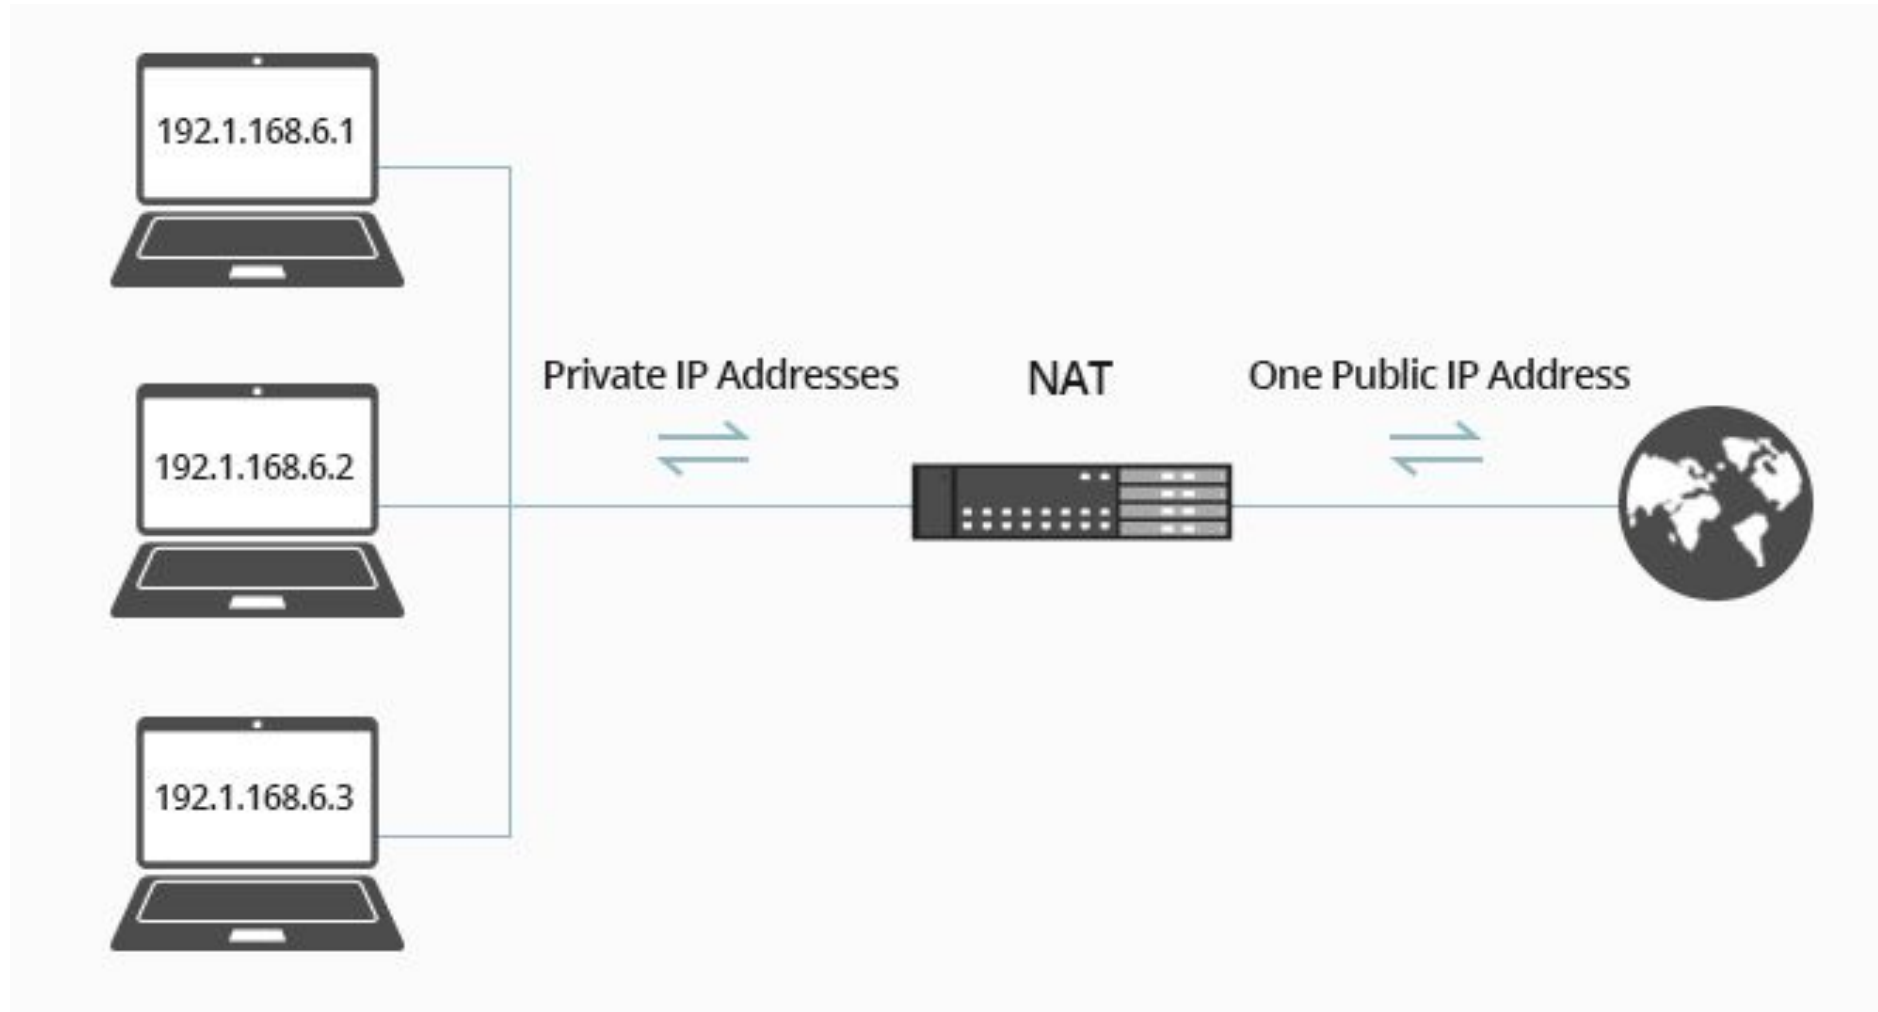 192.1.168.6.1
Private IP Addresses
NAT
One Public IP Address
192.1.168.6.2
192.1.168.6.3